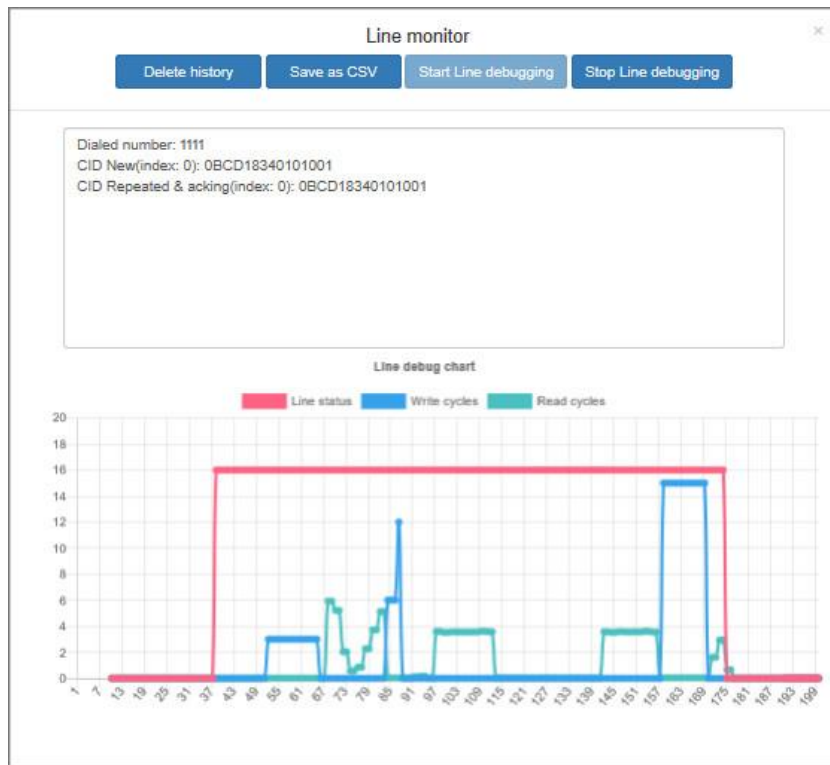 Line monitor
×
Delete history Save as CSV Start Line debugging Stop Line debugging
Dialed number: 1111
CID New(index: 0): 0BCD18340101001
CID Repeated & acking(index: 0): 0BCD18340101001
Line debug chart
Line status Write cycles Read cycles
20
18
16
14
12
10
8
6
4
2
0
1 7 13 19 25 31 37 43 49 55 61 67 73 79 85 91 97 103 109 115 121 127 133 139 145 151 157 163 169 175 181 187 193 199